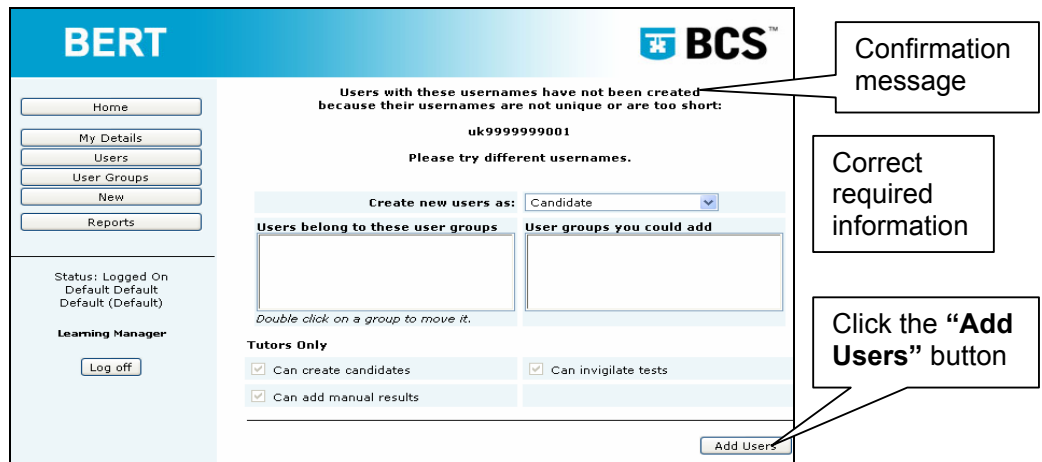 BERT
BCS™
Home
My Details
Users
User Groups
New
Reports
Status: Logged On
Default Default
Default (Default)
Learning Manager
Log off
Users with these usernames have not been created
because their usernames are not unique or are too short:
uk9999999001
Please try different usernames.
Create new users as: Candidate
Users belong to these user groups User groups you could add
Double click on a group to move it.
Tutors Only
Can create candidates Can invigilate tests
Can add manual results
Add Users
Confirmation
message
Correct
required
information
Click the “Add
Users” button